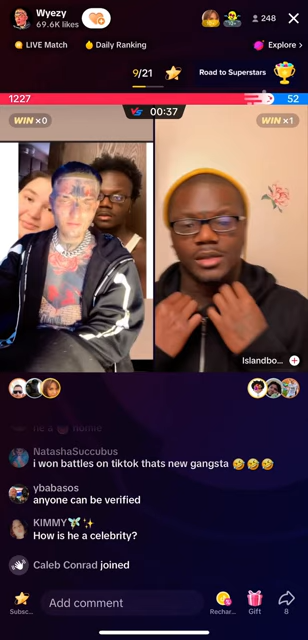 Wyezy
69.6K likes
248
LIVE Match
Daily Ranking
Explore >
9/21
Road to Superstars
1227
52
VS 00:37
WIN ×0
WIN ×1
Islandbo...
NatashaSuccubus
i won battles on tiktok thats new gangsta 🤣🤣🤣
ybabasos
anyone can be verified
KIMMY🦋✨
How is he a celebrity?
Caleb Conrad joined
Subsc...
Add comment
Rechar...
Gift
8